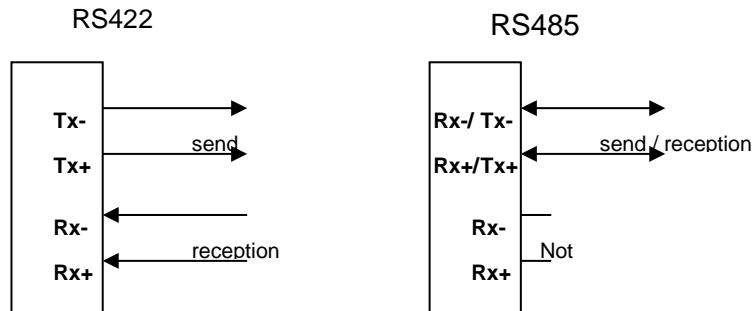 RS422
Tx-
send
Tx+
Rx-
reception
Rx+
RS485
Rx-/ Tx-
send / reception
Rx+/Tx+
Rx-
Not
Rx+